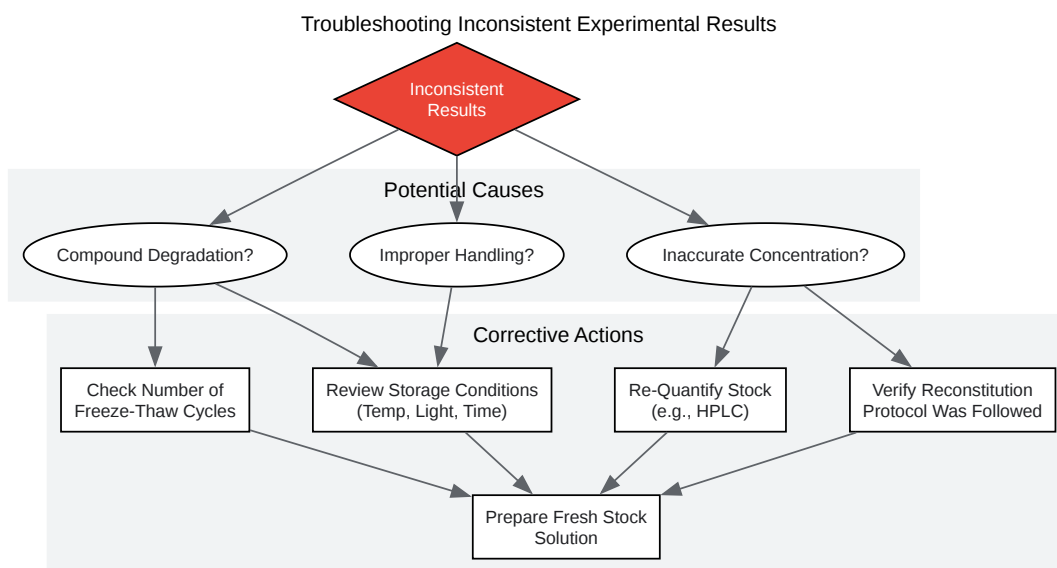 Troubleshooting Inconsistent Experimental Results
Inconsistent
Results
Potential Causes
Compound Degradation?
Improper Handling?
Inaccurate Concentration?
Corrective Actions
Check Number of
Freeze-Thaw Cycles
Review Storage Conditions
(Temp, Light, Time)
Re-Quantify Stock
(e.g., HPLC)
Verify Reconstitution
Protocol Was Followed
Prepare Fresh Stock
Solution